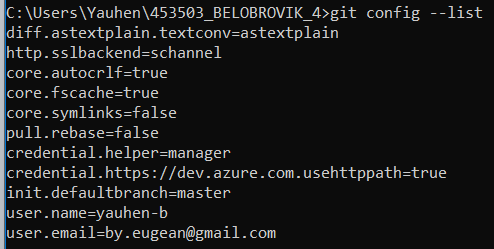 C:\Users\Yauhen\453503_BELOBROVIK_4>git config --list
diff.astextplain.textconv=astextplain
http.sslbackend=schannel
core.autocrlf=true
core.fscache=true
core.symlinks=false
pull.rebase=false
credential.helper=manager
credential.https://dev.azure.com.usehttppath=true
init.defaultbranch=master
user.name=yauhen-b
user.email=by.eugean@gmail.com